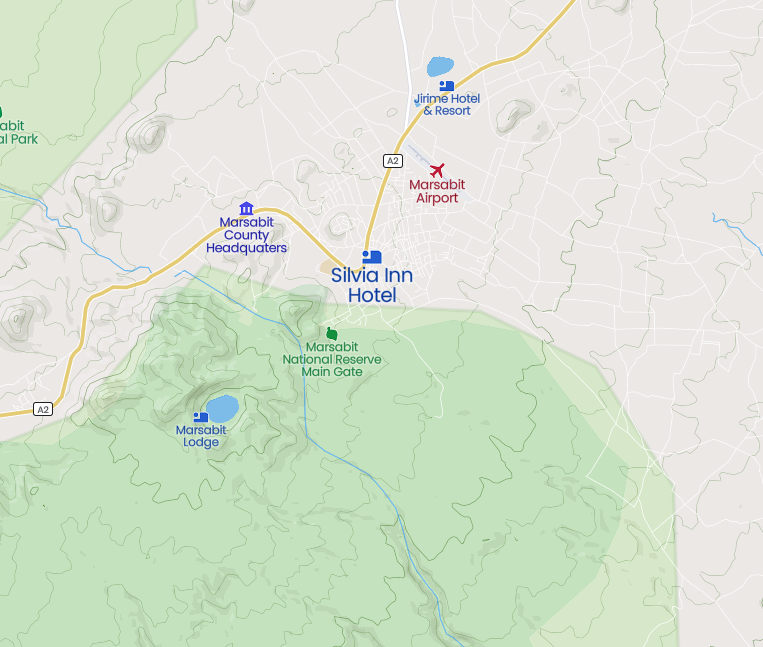 Jirime Hotel
& Resort
abit
al Park
A2
Marsabit
Airport
Marsabit
County
Headquaters
Silvia Inn
Hotel
Marsabit
National Reserve
Main Gate
A2
Marsabit
Lodge